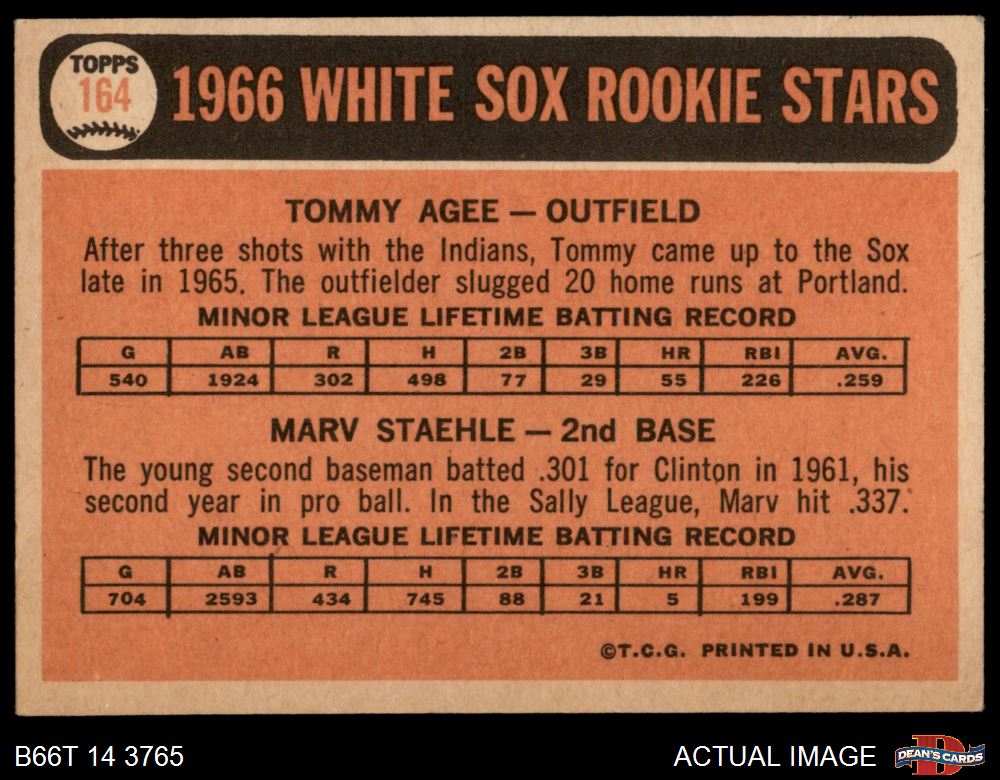 TOPPS
164
1966 WHITE SOX ROOKIE STARS
TOMMY AGEE — OUTFIELD
After three shots with the Indians, Tommy came up to the Sox
late in 1965. The outfielder slugged 20 home runs at Portland.
MINOR LEAGUE LIFETIME BATTING RECORD
G AB R H 2B 3B HR RBI AVG.
540 1924 302 498 77 29 55 226 .259
MARV STAEHLE — 2nd BASE
The young second baseman batted .301 for Clinton in 1961, his
second year in pro ball. In the Sally League, Marv hit .337.
MINOR LEAGUE LIFETIME BATTING RECORD
G AB R H 2B 3B HR RBI AVG.
704 2593 434 745 88 21 5 199 .287
©T.C.G. PRINTED IN U.S.A.
B66T 14 3765 ACTUAL IMAGE
D
DEAN'S CARDS